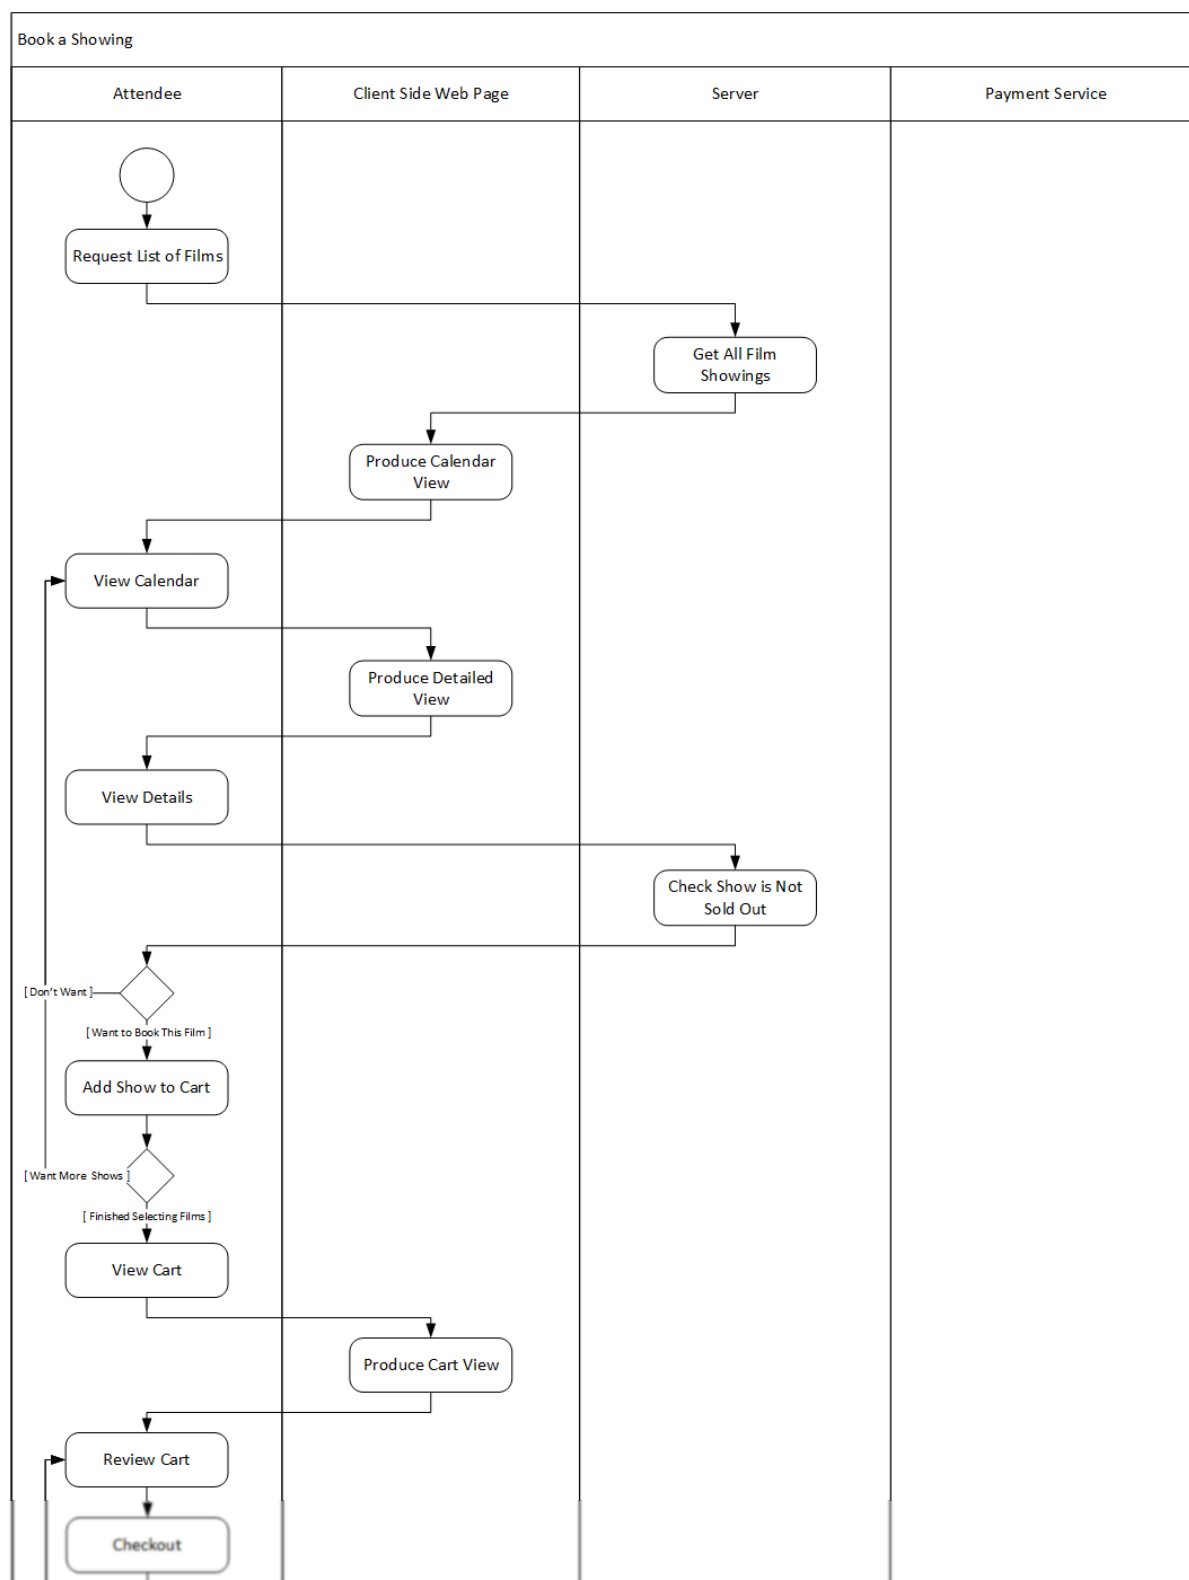 Book a Showing
Attendee
Client Side Web Page
Server
Payment Service
Request List of Films
Get All Film
Showings
Produce Calendar
View
View Calendar
Produce Detailed
View
View Details
Check Show is Not
Sold Out
[ Don't Want ]
[ Want to Book This Film ]
Add Show to Cart
[ Want More Shows ]
[ Finished Selecting Films ]
View Cart
Produce Cart View
Review Cart
Checkout